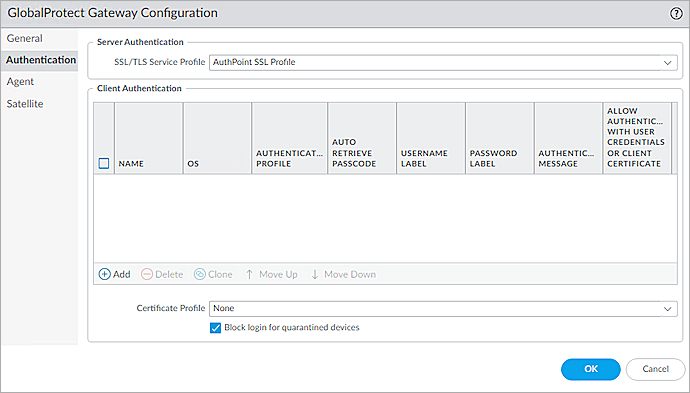 GlobalProtect Gateway Configuration
General
Authentication
Agent
Satellite
Server Authentication
SSL/TLS Service Profile AuthPoint SSL Profile
Client Authentication
NAME
OS
AUTHENTICAT...
PROFILE
AUTO
RETRIEVE
PASSCODE
USERNAME
LABEL
PASSWORD
LABEL
AUTHENTIC...
MESSAGE
ALLOW
AUTHENTIC...
WITH USER
CREDENTIALS
OR CLIENT
CERTIFICATE
Add Delete Clone Move Up Move Down
Certificate Profile None
Block login for quarantined devices
OK Cancel